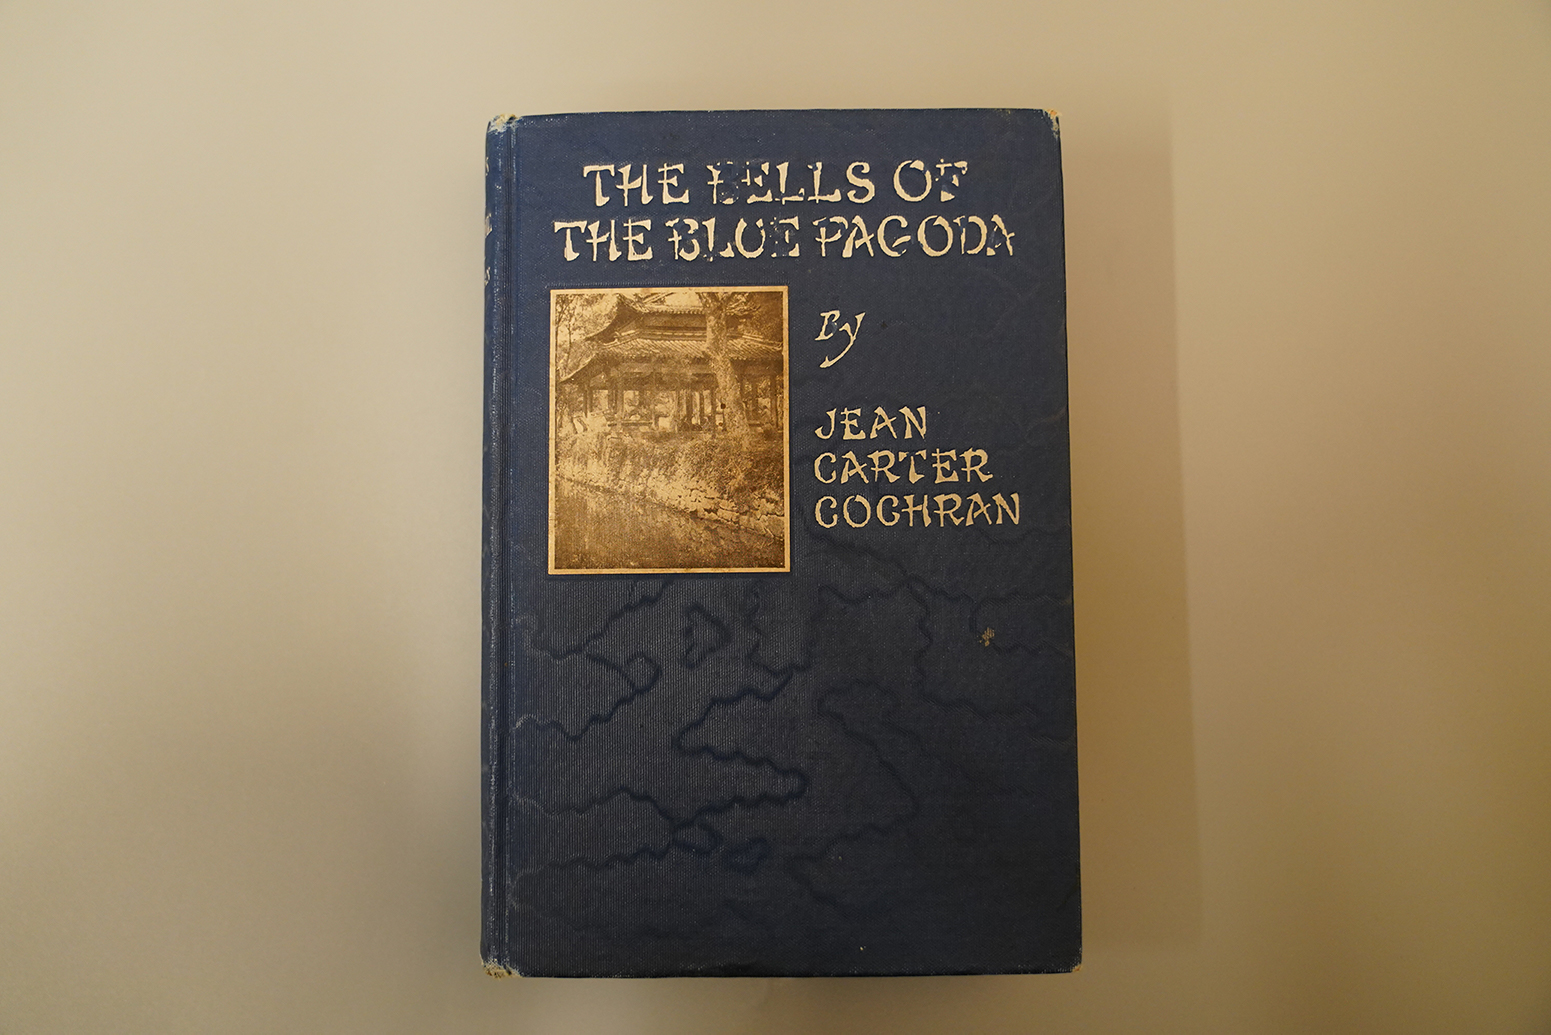 THE BELLS OF
THE BLUE PAGODA
By
JEAN
CARTER
COCHRAN